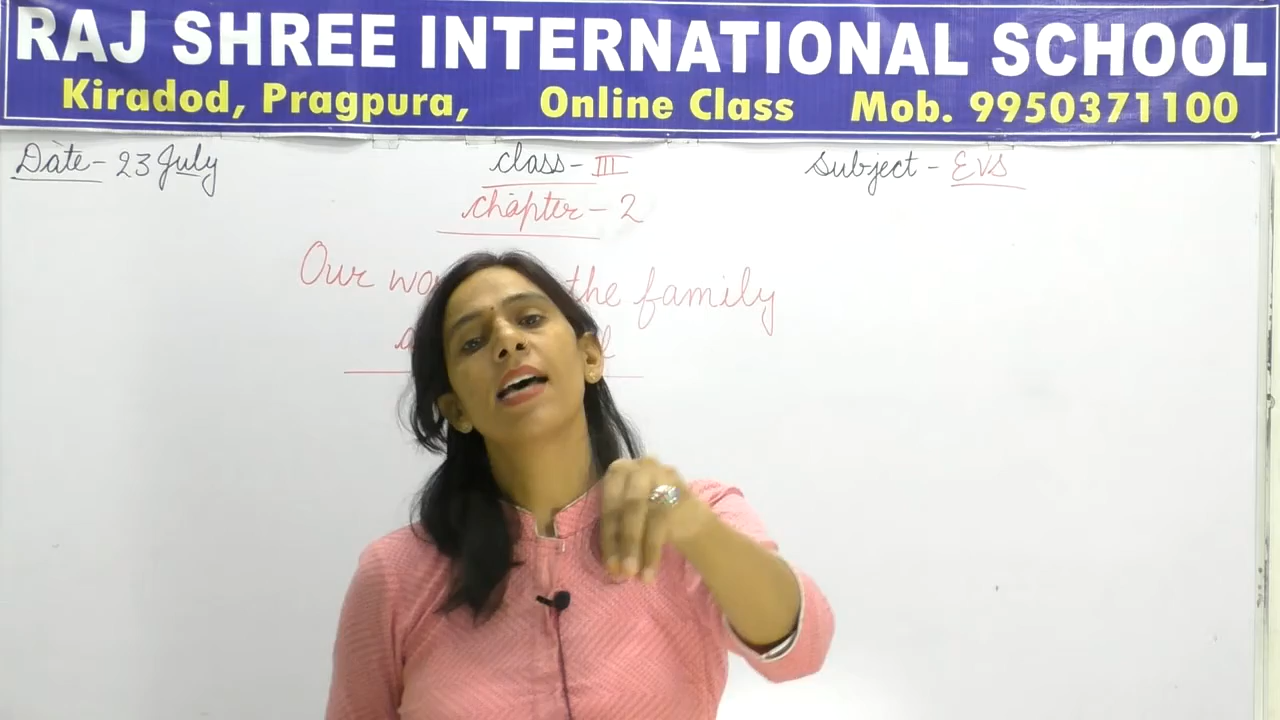 RAJ SHREE INTERNATIONAL SCHOOL
Kiradod, Pragpura, Online Class Mob. 9950371100
Date - 23 July class - III Subject - EVS
chapter - 2
Our the family